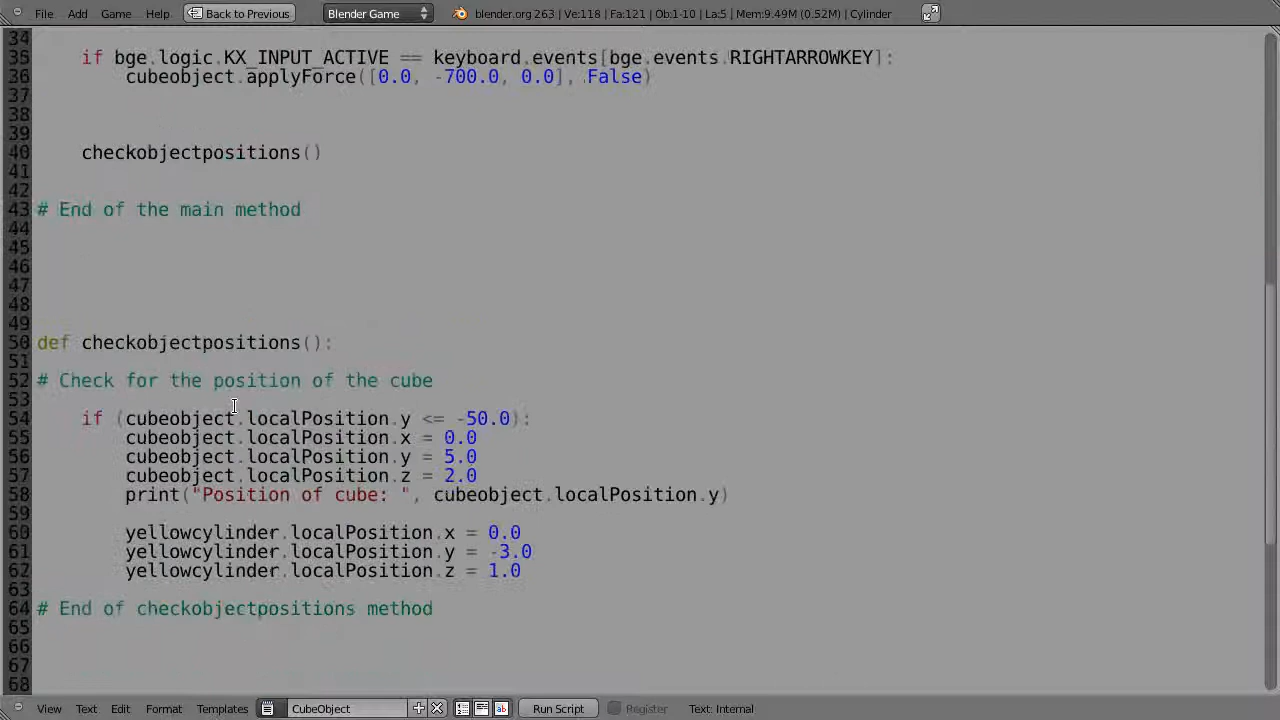 File Add Game Render Help Back to Previous Blender Game blender.org 263 | Ve:118 | Fa:121 | Ob:1-10 | La:5 | Mem:9.49M (0.52M) | Cylinder
34
35 if bge.logic.KX_INPUT_ACTIVE == keyboard.events[bge.events.RIGHTARROWKEY]:
36 cubeobject.applyForce([0.0, -700.0, 0.0], False)
37
38
39
40 checkobjectpositions()
41
42
43 # End of the main method
44
45
46
47
48
49
50 def checkobjectpositions():
51
52 # Check for the position of the cube
53
54 if (cubeobject.localPosition.y <= -50.0):
55 cubeobject.localPosition.x = 0.0
56 cubeobject.localPosition.y = 5.0
57 cubeobject.localPosition.z = 2.0
58 print("Position of cube: ", cubeobject.localPosition.y)
59
60 yellowcylinder.localPosition.x = 0.0
61 yellowcylinder.localPosition.y = -3.0
62 yellowcylinder.localPosition.z = 1.0
63
64 # End of checkobjectpositions method
65
66
67
68
View Text Edit Format Templates CubeObject Run Script Register Text: Internal